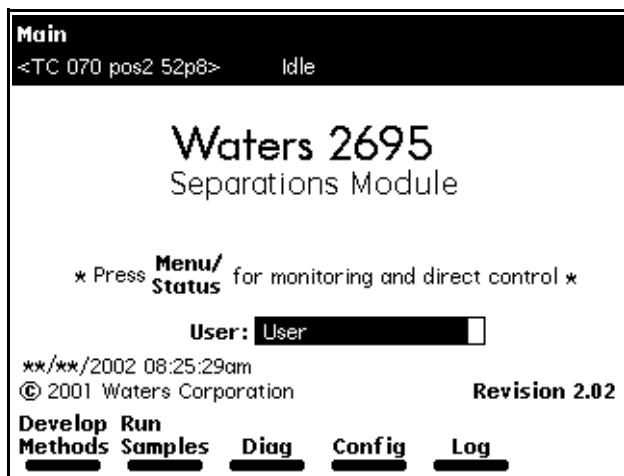 Main
<TC 070 pos2 52p8> Idle
Waters 2695
Separations Module
* Press Menu/Status for monitoring and direct control *
User: User
**/**/2002 08:25:29am
© 2001 Waters Corporation Revision 2.02
Develop Methods Run Samples Diag Config Log